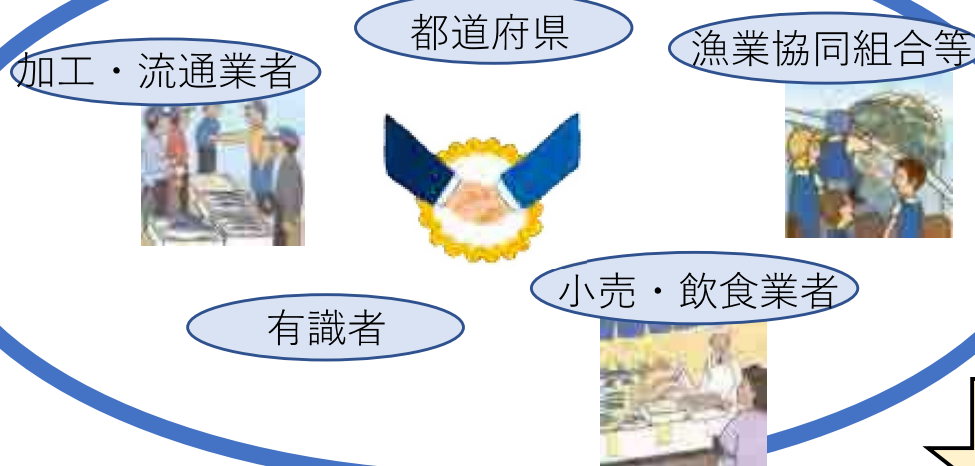 都道府県
漁業協同組合等
加工・流通業者
小売・飲食業者
有識者